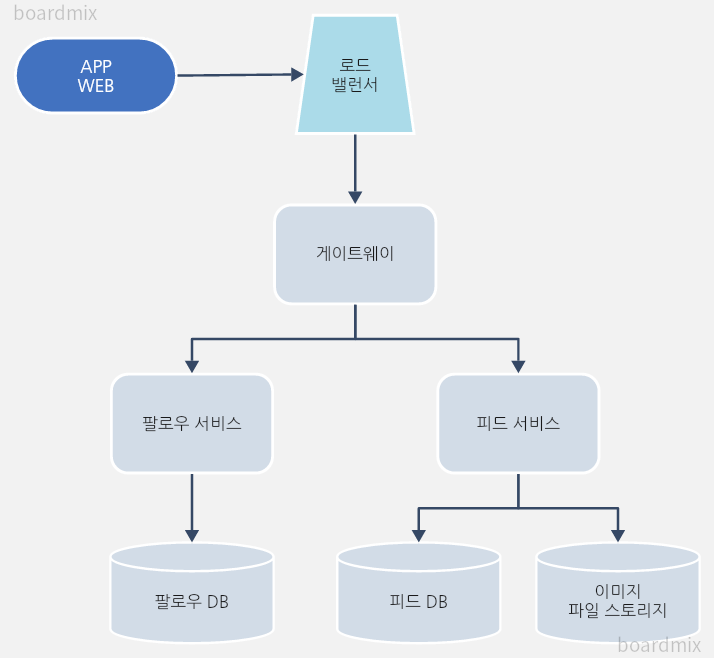 boardmix
APP
WEB
로드
밸런서
게이트웨이
팔로우 서비스
피드 서비스
팔로우 DB
피드 DB
이미지
파일 스토리지
boardmix